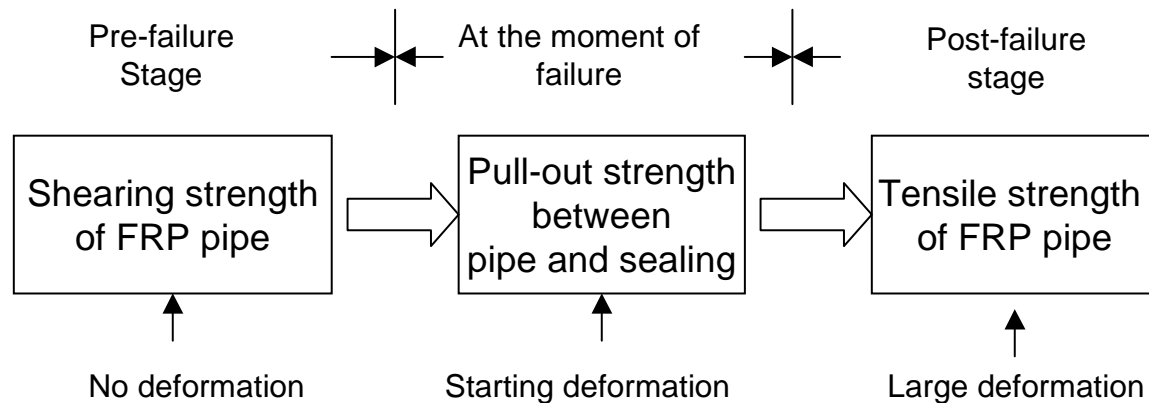 Pre-failure
Stage
At the moment of
failure
Post-failure
stage
Shearing strength
of FRP pipe
Pull-out strength
between
pipe and sealing
Tensile strength
of FRP pipe
No deformation
Starting deformation
Large deformation